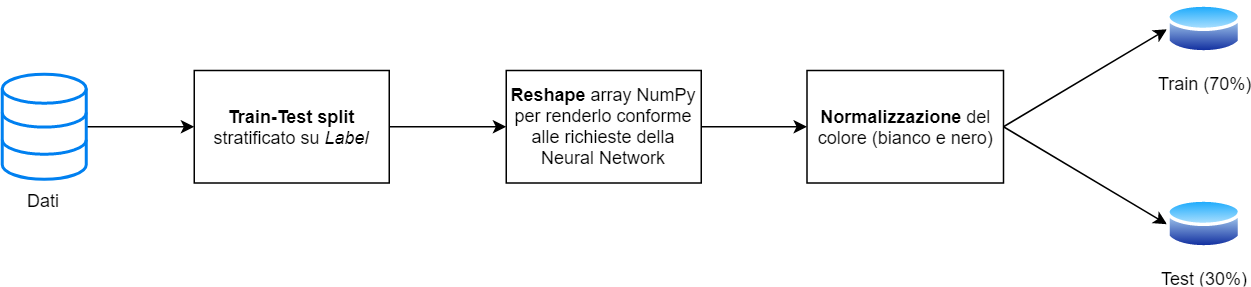 Dati
Train-Test split
stratificato su Label
Reshape array NumPy
per renderlo conforme
alle richieste della
Neural Network
Normalizzazione del
colore (bianco e nero)
Train (70%)
Test (30%)